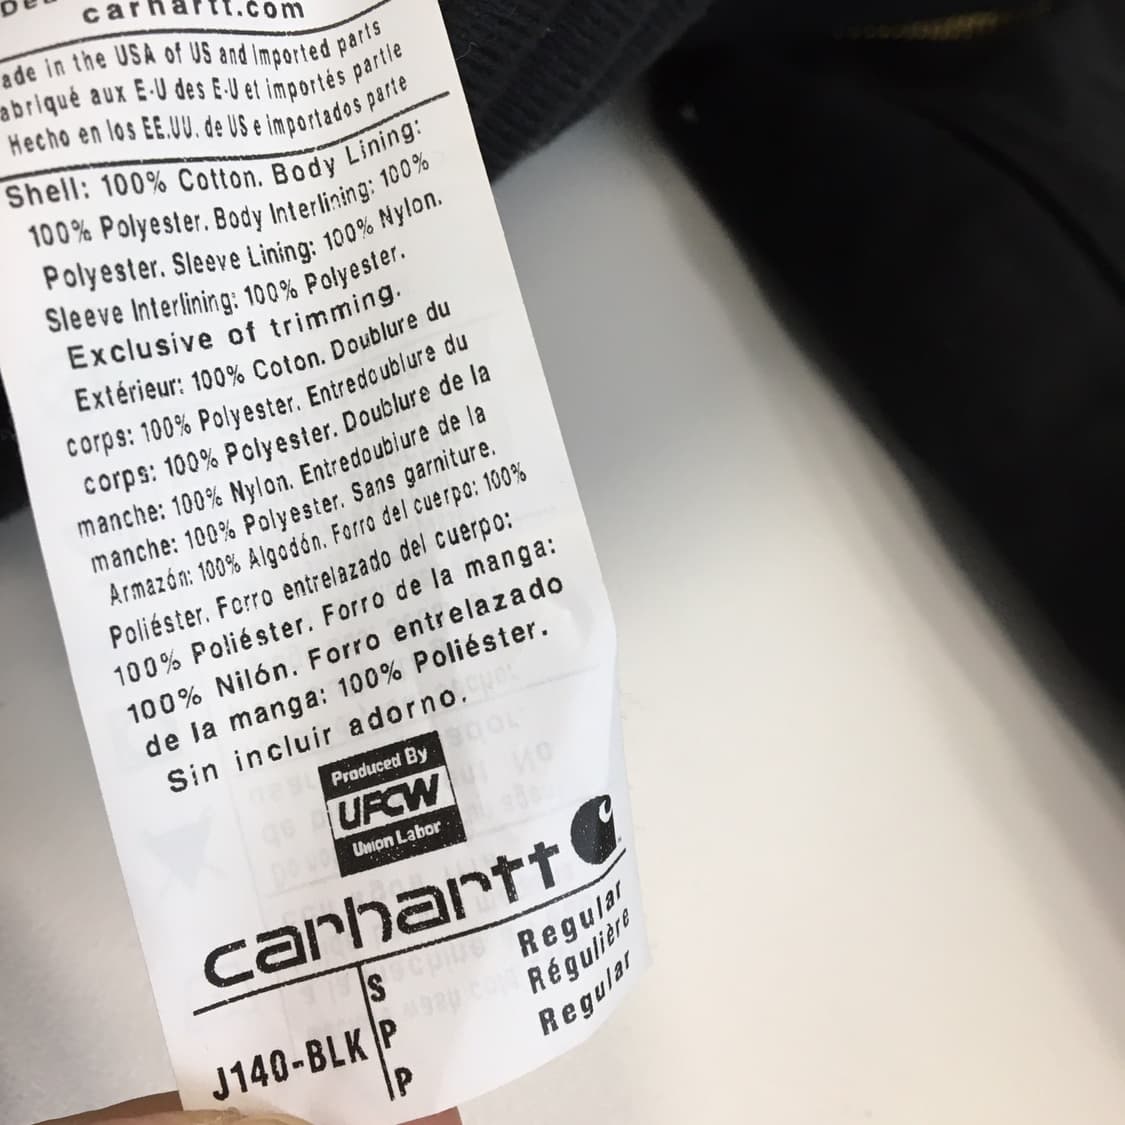 carhartt.com
ade in the USA of US and Imported parts
abriqué aux E-U des E-U et importés partie
Hecho en los EE.UU. de US e importados parte
Shell: 100% Cotton. Body Lining:
100% Polyester. Body Interlining: 100%
Polyester. Sleeve Lining: 100% Nylon.
Sleeve Interlining: 100% Polyester.
Exclusive of trimming.
Extérieur: 100% Coton. Doublure du
corps: 100% Polyester. Entredoublure du
corps: 100% Polyester. Doublure de la
manche: 100% Nylon. Entredoublure de la
manche: 100% Polyester. Sans garniture.
Armazón: 100% Algodón. Forro del cuerpo: 100%
Poliéster. Forro entrelazado del cuerpo:
100% Poliéster. Forro de la manga:
100% Nilón. Forro entrelazado
de la manga: 100% Poliéster.
Sin incluir adorno.
Produced By
UFCW
Union Labor
carhartt
J140-BLK
S
P
P
Regular
Régulière
Regular